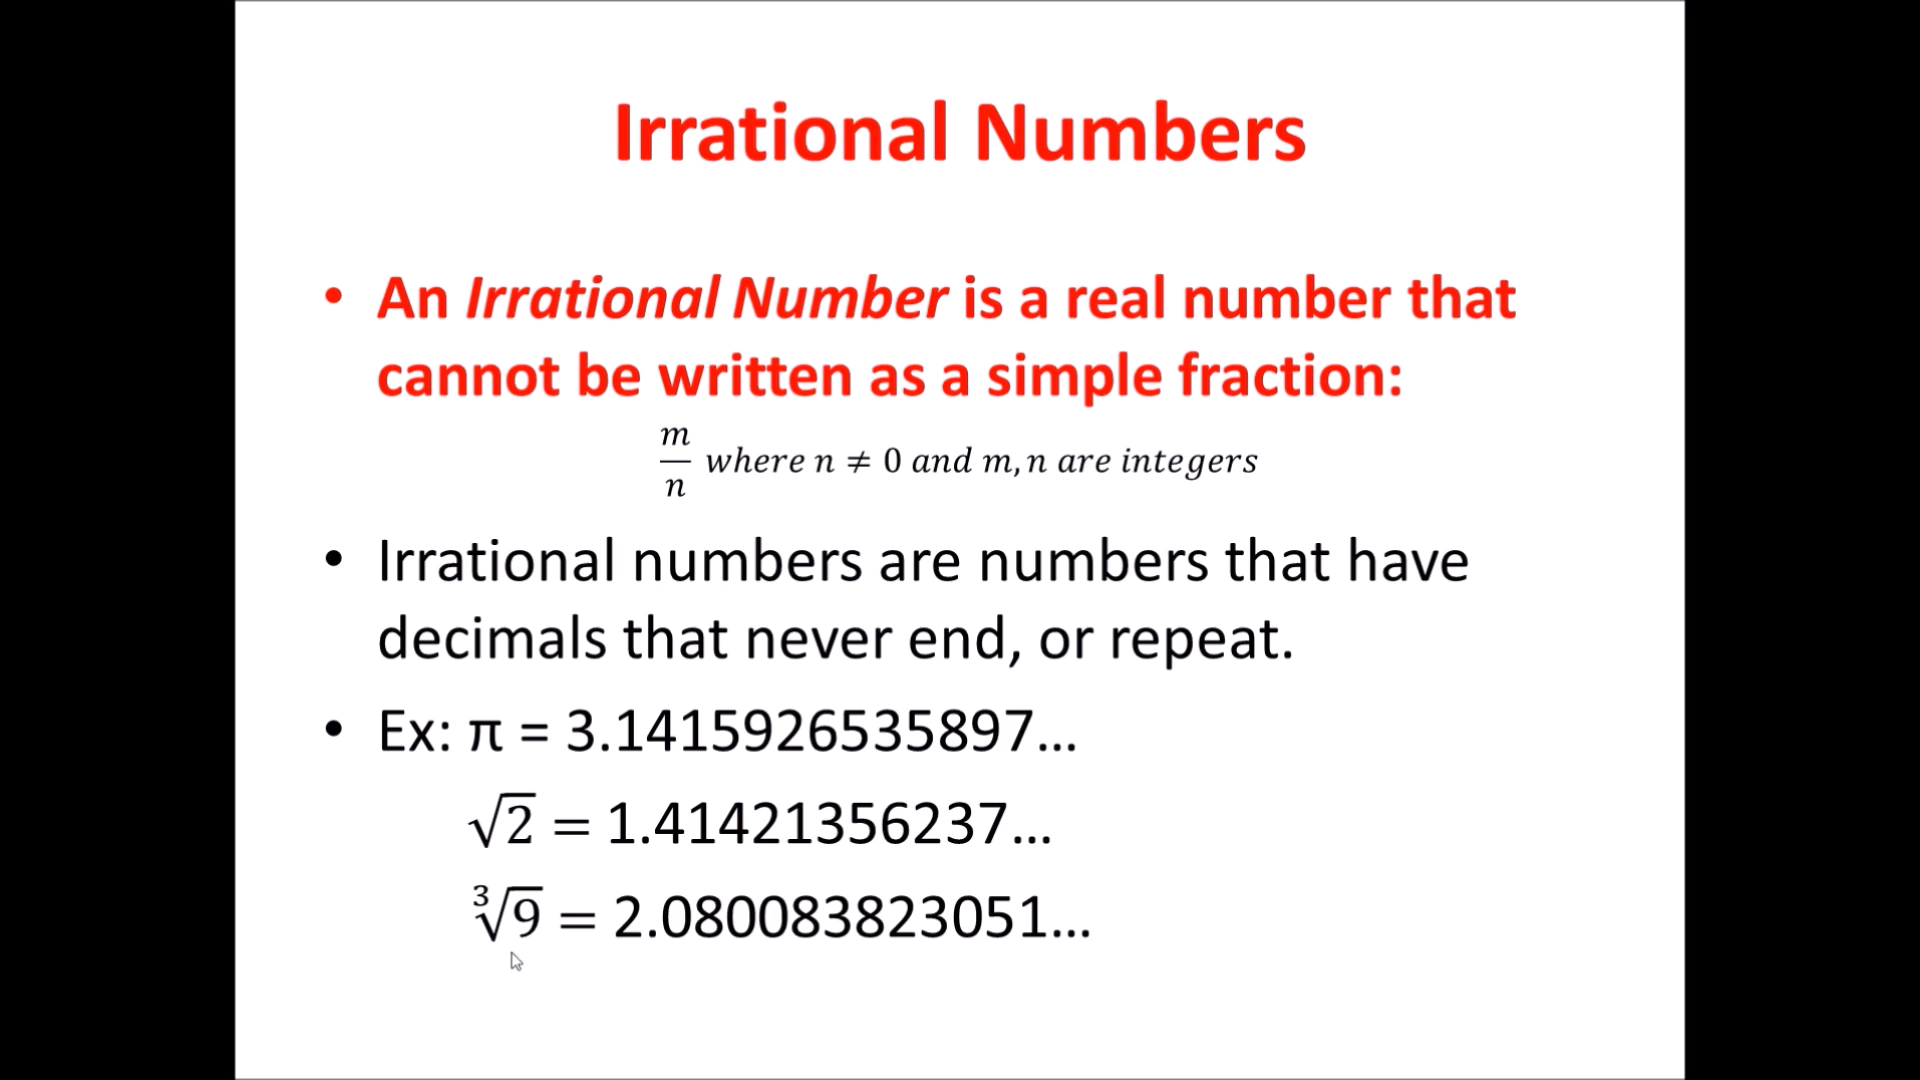 Irrational Numbers
• An Irrational Number is a real number that
cannot be written as a simple fraction:
m/n where n ≠ 0 and m, n are integers
• Irrational numbers are numbers that have
decimals that never end, or repeat.
• Ex: π = 3.1415926535897...
√2 = 1.41421356237...
∛9 = 2.080083823051...